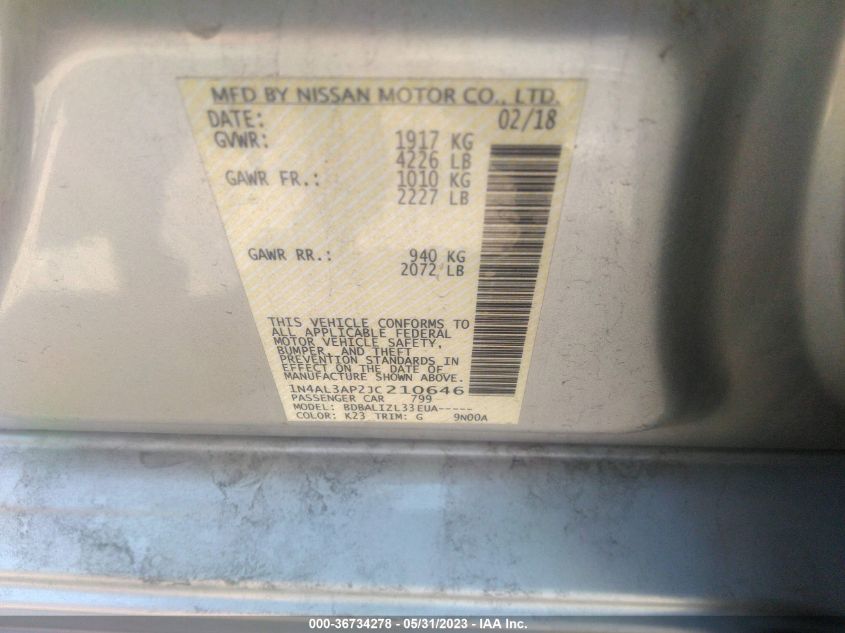 MFD BY NISSAN MOTOR CO., LTD.
DATE: 02/18
GVWR: 1917 KG
4226 LB
GAWR FR.: 1010 KG
2227 LB
GAWR RR.: 940 KG
2072 LB
THIS VEHICLE CONFORMS TO
ALL APPLICABLE FEDERAL
MOTOR VEHICLE SAFETY,
BUMPER, AND THEFT
PREVENTION STANDARDS IN
EFFECT ON THE DATE OF
MANUFACTURE SHOWN ABOVE.
1N4AL3AP2JC210646
PASSENGER CAR 799
MODEL: BDBALIZL33EUA-----
COLOR: K23 TRIM: G 9N00A
000-36734278 - 05/31/2023 - IAA Inc.